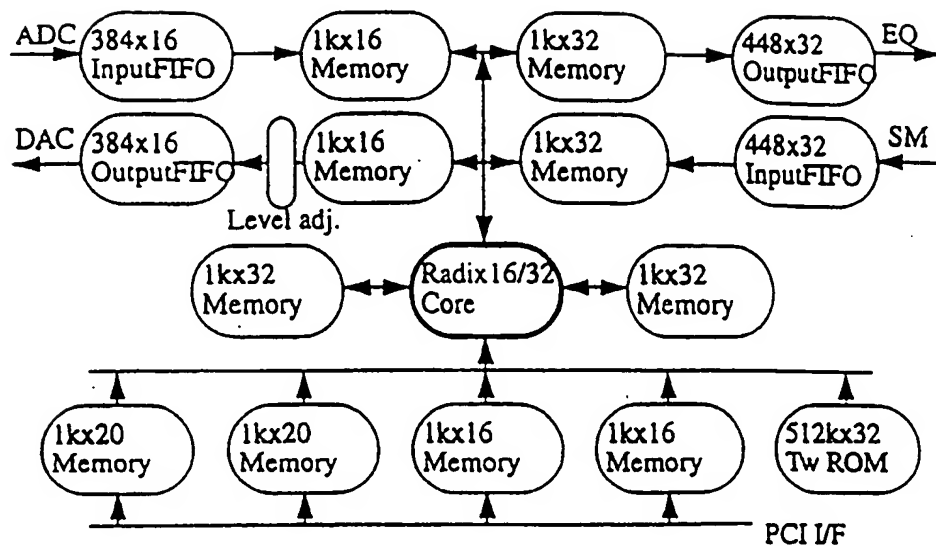 ADC
384x16
InputFIFO
1kx16
Memory
1kx32
Memory
448x32
OutputFIFO
EQ
DAC
384x16
OutputFIFO
Level adj.
1kx16
Memory
1kx32
Memory
448x32
InputFIFO
SM
1kx32
Memory
Radix16/32
Core
1kx32
Memory
1kx20
Memory
1kx20
Memory
1kx16
Memory
1kx16
Memory
512kx32
Tw ROM
PCI I/F